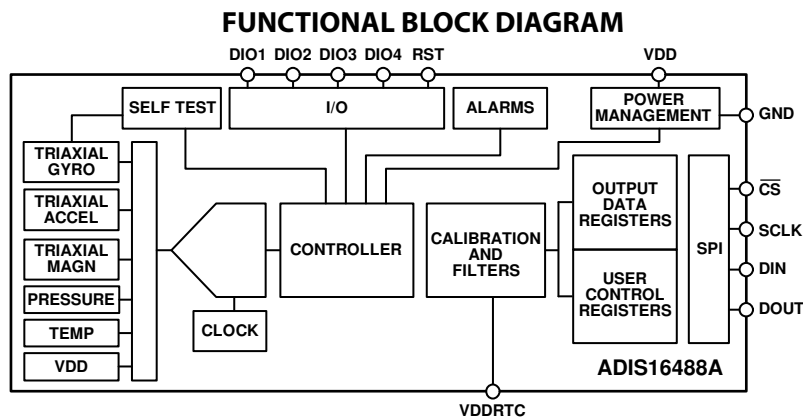 FUNCTIONAL BLOCK DIAGRAM
DIO1 DIO2 DIO3 DIO4 RST
VDD
SELF TEST
I/O
ALARMS
POWER
MANAGEMENT
GND
TRIAXIAL
GYRO
TRIAXIAL
ACCEL
TRIAXIAL
MAGN
PRESSURE
TEMP
VDD
CLOCK
CONTROLLER
CALIBRATION
AND
FILTERS
OUTPUT
DATA
REGISTERS
USER
CONTROL
REGISTERS
SPI
CS
SCLK
DIN
DOUT
ADIS16488A
VDDRTC